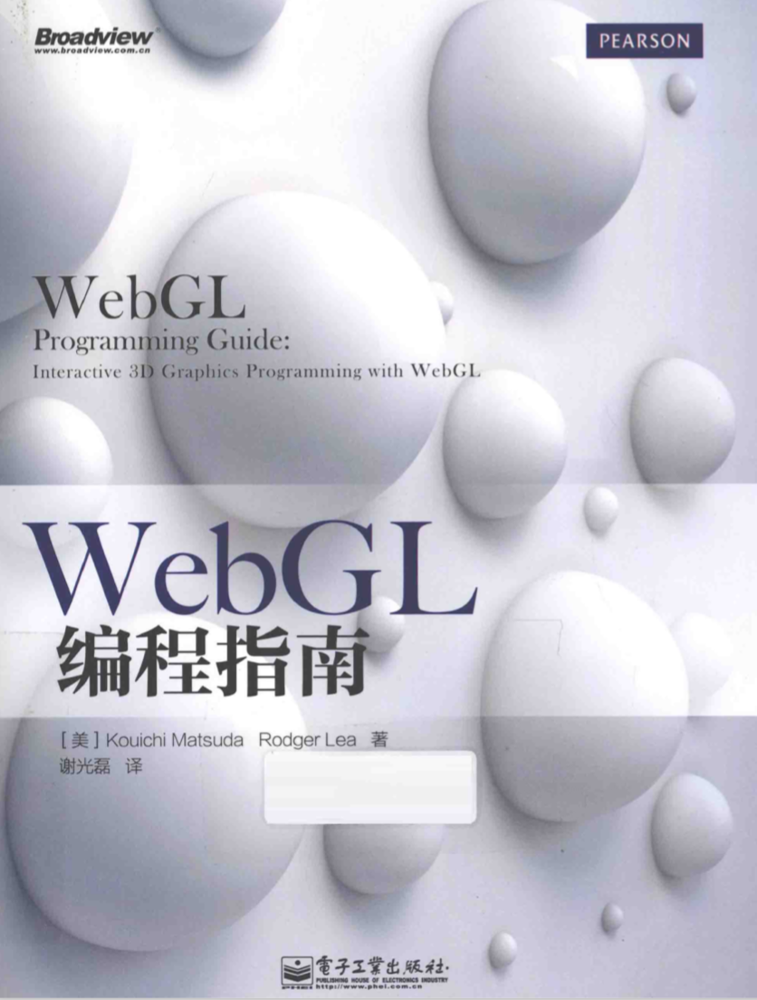 Broadview®
www.broadview.com.cn
PEARSON
WebGL
Programming Guide:
Interactive 3D Graphics Programming with WebGL
WebGL
编程指南
[美] Kouichi Matsuda Rodger Lea 著
谢光磊 译
電子工業出版社·
PUBLISHING HOUSE OF ELECTRONICS INDUSTRY
PHEI http://www.phei.com.cn